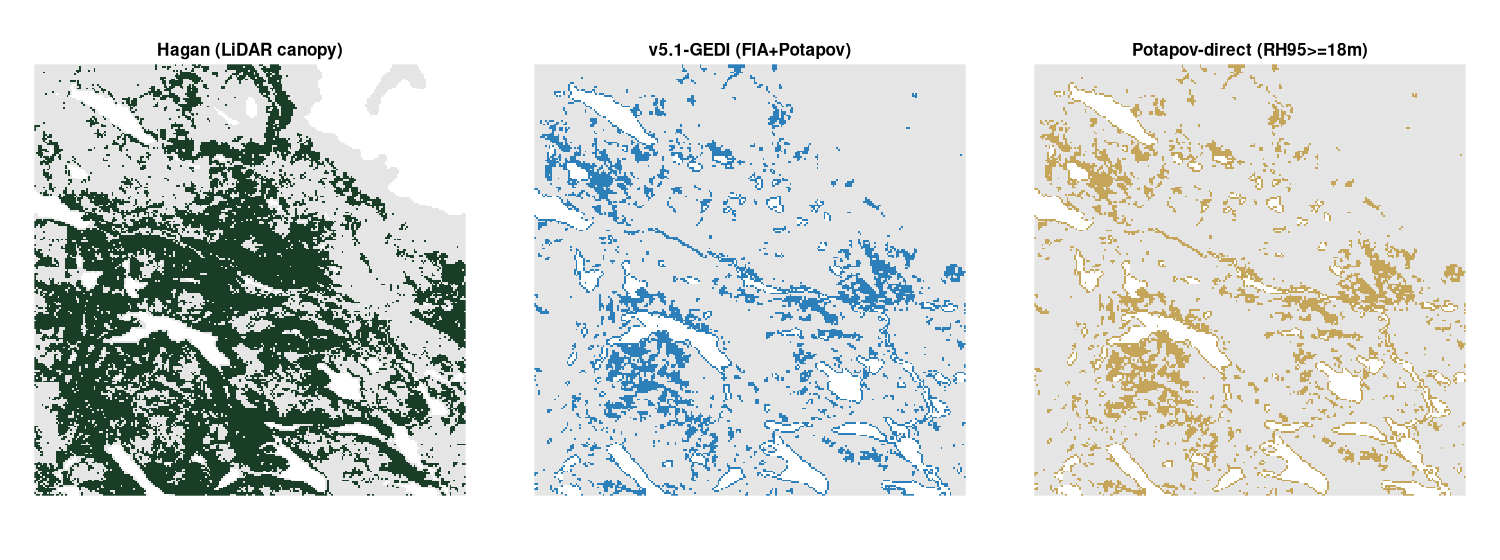 Hagan (LiDAR canopy)
v5.1-GEDI (FIA+Potapov)
Potapov-direct (RH95>=18m)